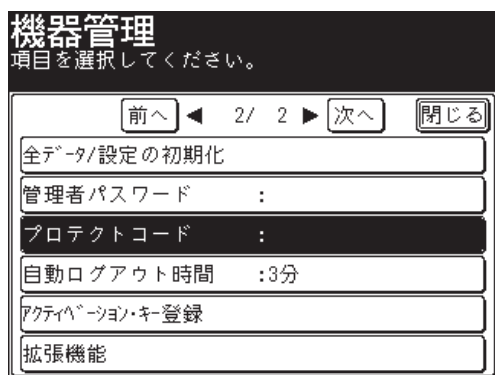 機器管理
項目を選択してください。
前へ ◀ 2/ 2 ▶ 次へ 閉じる
全ﾃﾞｰﾀ/設定の初期化
管理者パスワード :
プロテクトコード :
自動ログアウト時間 :3分
ｱｸﾃｨﾍﾞｰｼｮﾝ･ｷｰ登録
拡張機能